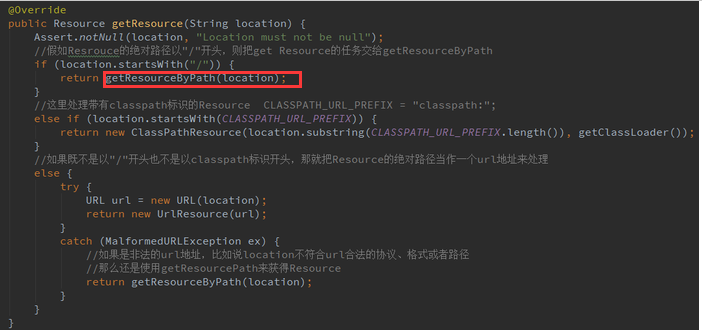 @Override
public Resource getResource(String location) {
    Assert.notNull(location, "Location must not be null");
    //假如Resrouce的绝对路径以"/"开头，则把get Resource的任务交给getResourceByPath
    if (location.startsWith("/")) {
        return getResourceByPath(location);
    }
    //这里处理带有classpath标识的Resource  CLASSPATH_URL_PREFIX = "classpath:";
    else if (location.startsWith(CLASSPATH_URL_PREFIX)) {
        return new ClassPathResource(location.substring(CLASSPATH_URL_PREFIX.length()), getClassLoader());
    }
    //如果既不是以"/"开头也不是以classpath标识开头，那就把Resource的绝对路径当作一个url地址来处理
    else {
        try {
            URL url = new URL(location);
            return new UrlResource(url);
        }
        catch (MalformedURLException ex) {
            //如果是非法的url地址，比如说location不符合url合法的协议、格式或者路径
            //那么还是使用getResourcePath来获得Resource
            return getResourceByPath(location);
        }
    }
}